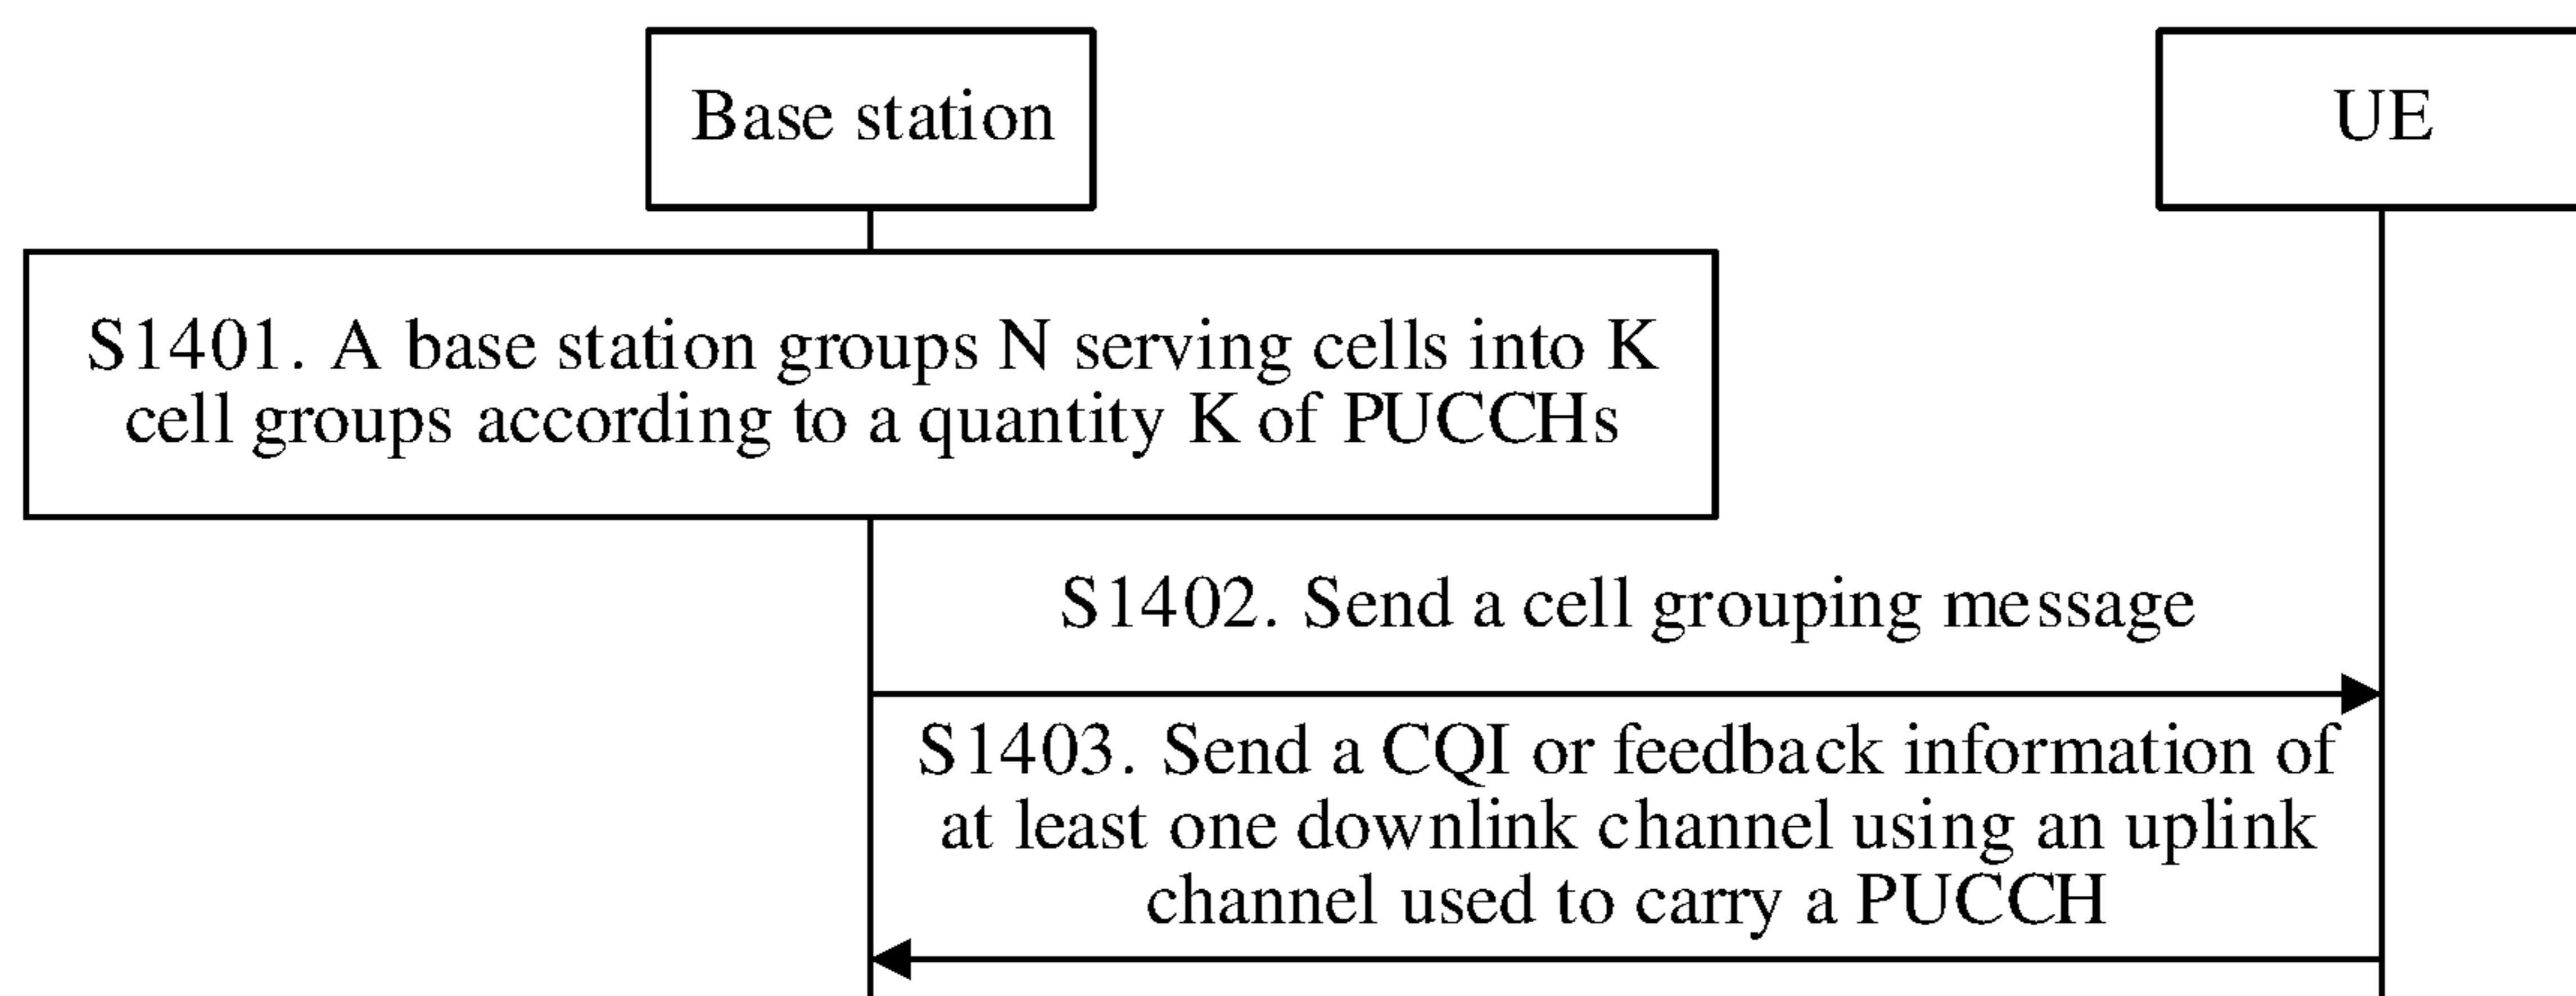 Base station
UE
S1401. A base station groups N serving cells into K
cell groups according to a quantity K of PUCCHs
S1402. Send a cell grouping message
S1403. Send a CQI or feedback information of
at least one downlink channel using an uplink
channel used to carry a PUCCH